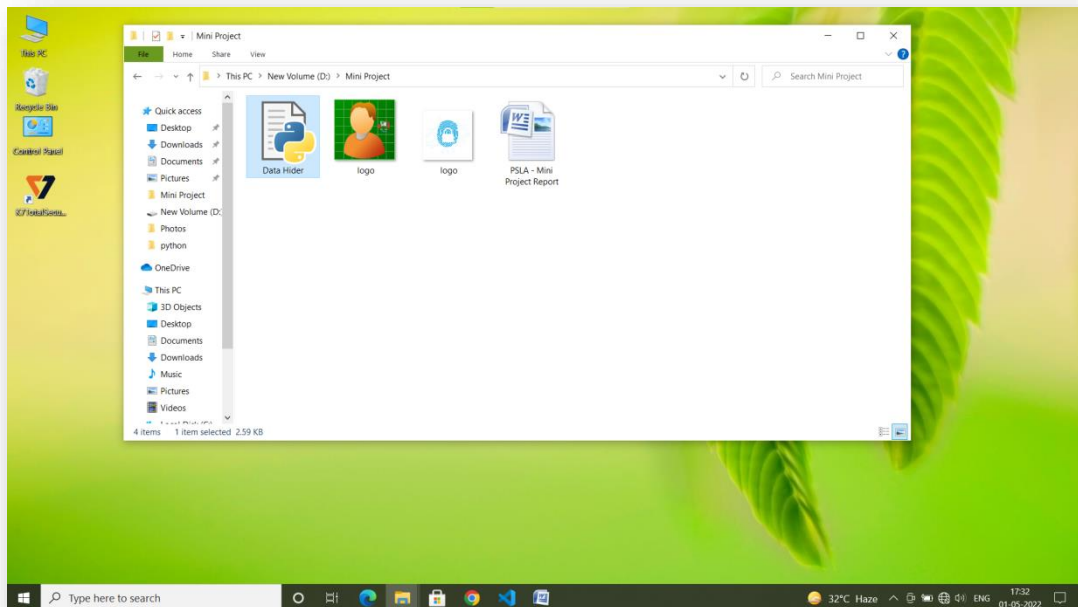 This PC
Recycle Bin
Control Panel
K7TotalSecu...
Mini Project
File Home Share View
This PC > New Volume (D:) > Mini Project
Search Mini Project
Quick access
Desktop
Downloads
Documents
Pictures
Mini Project
New Volume (D:
Photos
python
OneDrive
This PC
3D Objects
Desktop
Documents
Downloads
Music
Pictures
Videos
Data Hider
logo
logo
PSLA - Mini
Project Report
4 items 1 item selected 2.59 KB
Type here to search
32°C Haze
ENG
17:32
01-05-2022